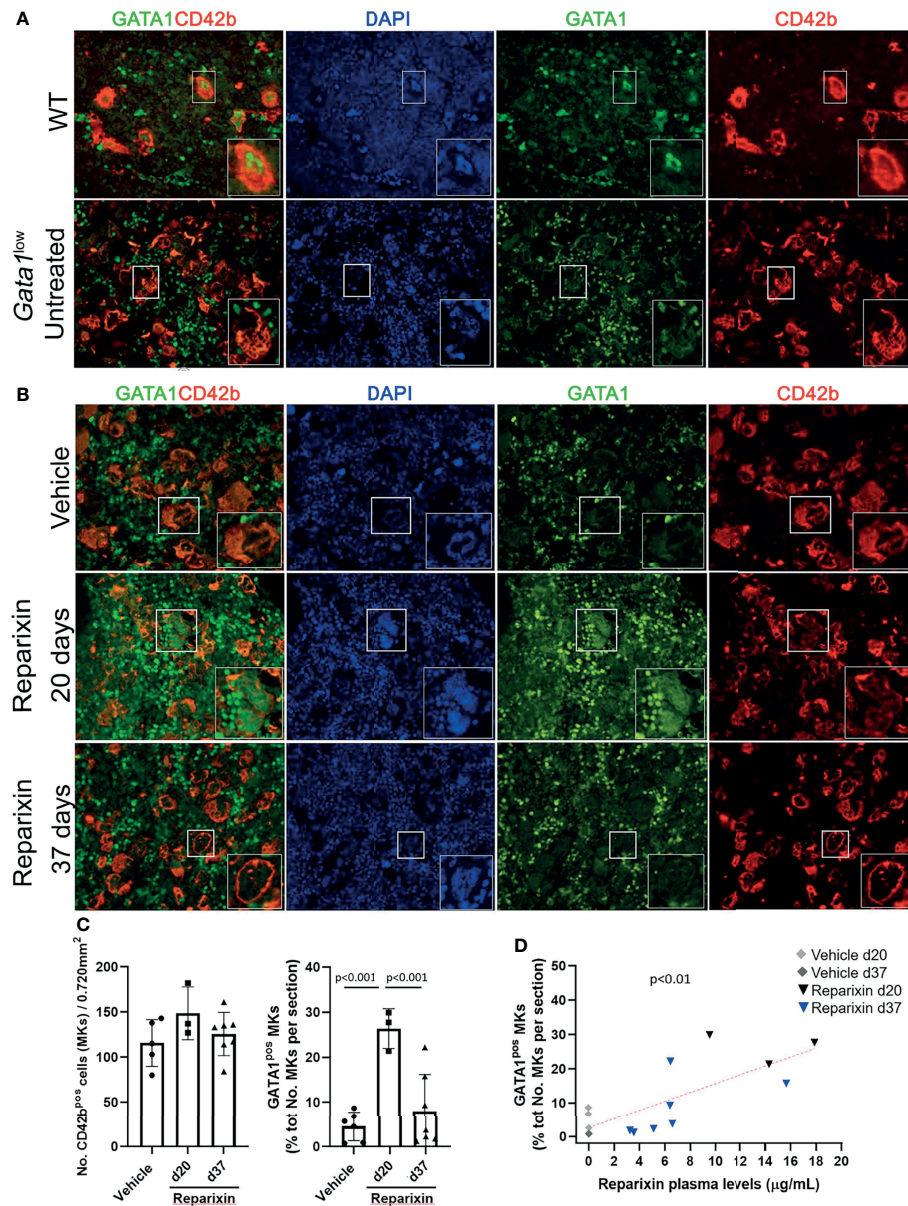 A
GATA1CD42b DAPI GATA1 CD42b
WT
Gata1low
Untreated
B
GATA1CD42b DAPI GATA1 CD42b
Vehicle
Reparixin
20 days
Reparixin
37 days
C
No. CD42bpos cells (MKs) / 0.720mm2
200
150
100
50
0
Vehicle d20 d37
Reparixin
GATA1pos MKs
(% tot No. MKs per section)
40
30
20
10
0
p<0.001 p<0.001
Vehicle d20 d37
Reparixin
D
Vehicle d20
Vehicle d37
Reparixin d20
Reparixin d37
p<0.01
GATA1pos MKs
(% tot No. MKs per section)
50
40
30
20
10
0
0 2 4 6 8 10 12 14 16 18 20
Reparixin plasma levels (µg/mL)